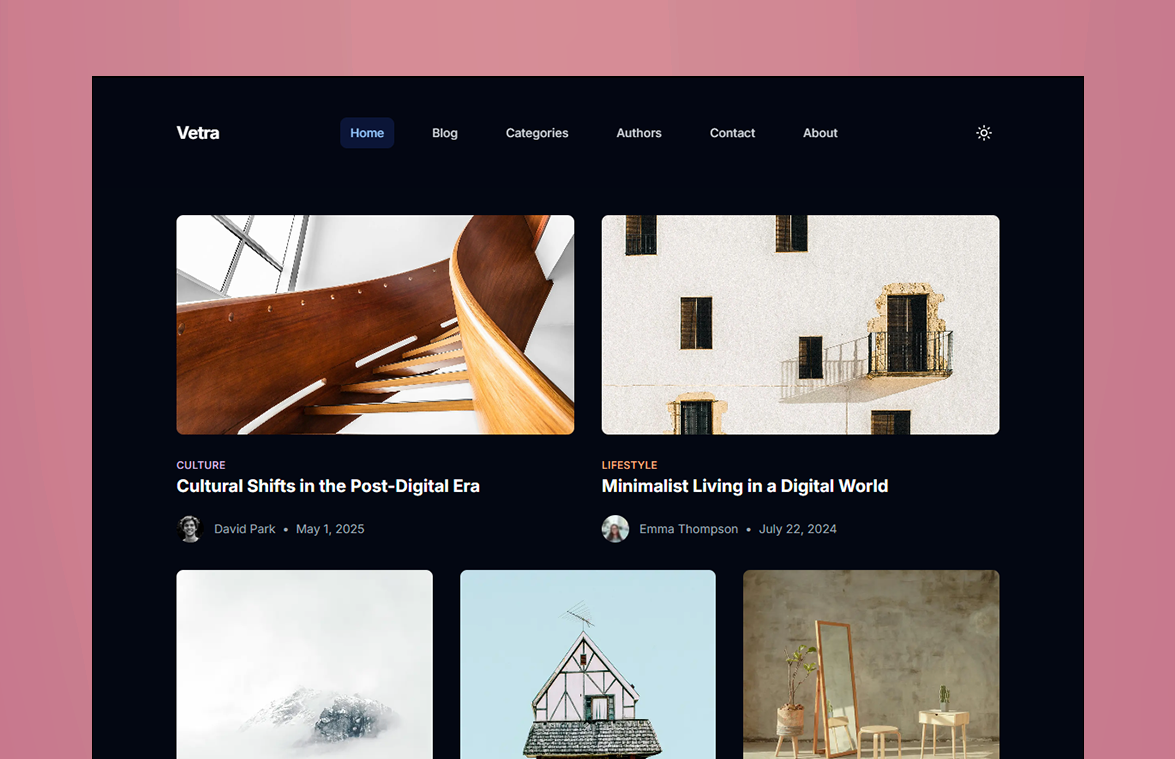 Vetra
Home Blog Categories Authors Contact About
CULTURE
Cultural Shifts in the Post-Digital Era
David Park • May 1, 2025
LIFESTYLE
Minimalist Living in a Digital World
Emma Thompson • July 22, 2024